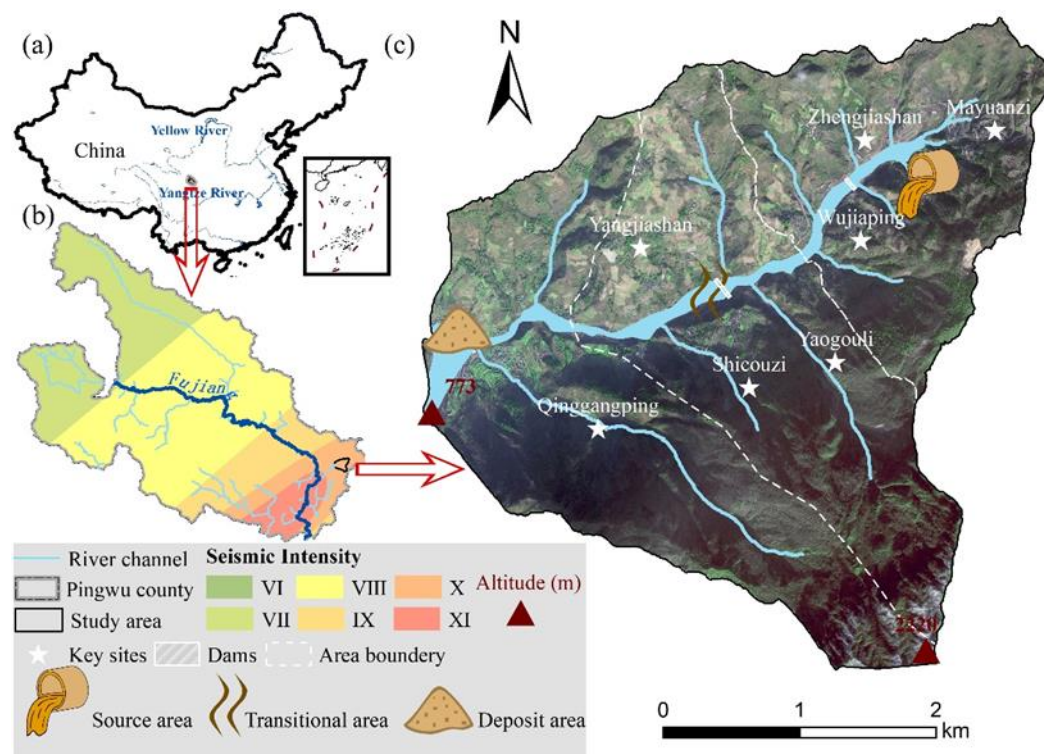 (a)
Yellow River
China
Yangtze River
(b)
Fujiang
(c)
N
Mayuanzi
Zhengjiashan
Wujiaping
Yangjiashan
Yaogouli
Shicouzi
773
Qinggangping
2220
River channel
Pingwu county
Study area
Seismic Intensity
VI
VIII
X
VII
IX
XI
Altitude (m)
Key sites
Dams
Area boundary
Source area
Transitional area
Deposit area
0 1 2
km